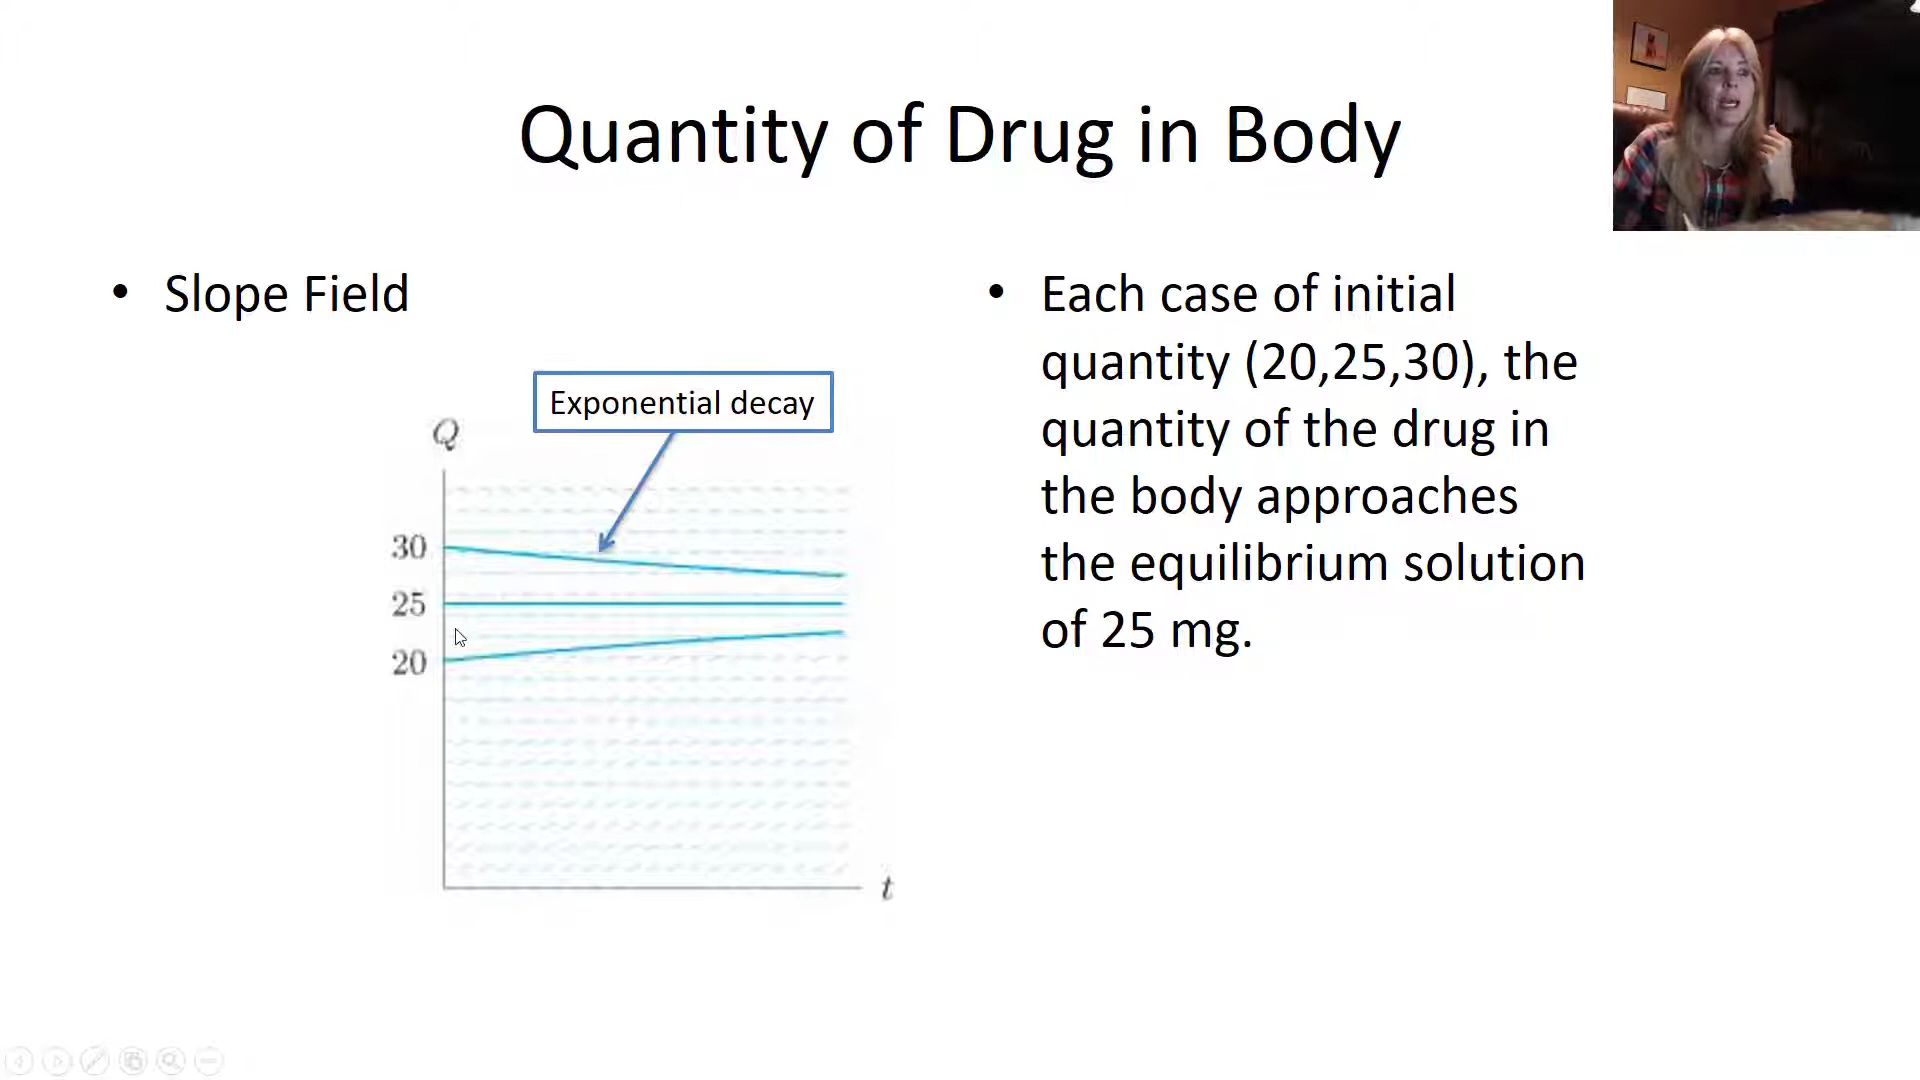 Quantity of Drug in Body
• Slope Field
Exponential decay
Q
30
25
20
t
• Each case of initial
quantity (20,25,30), the
quantity of the drug in
the body approaches
the equilibrium solution
of 25 mg.